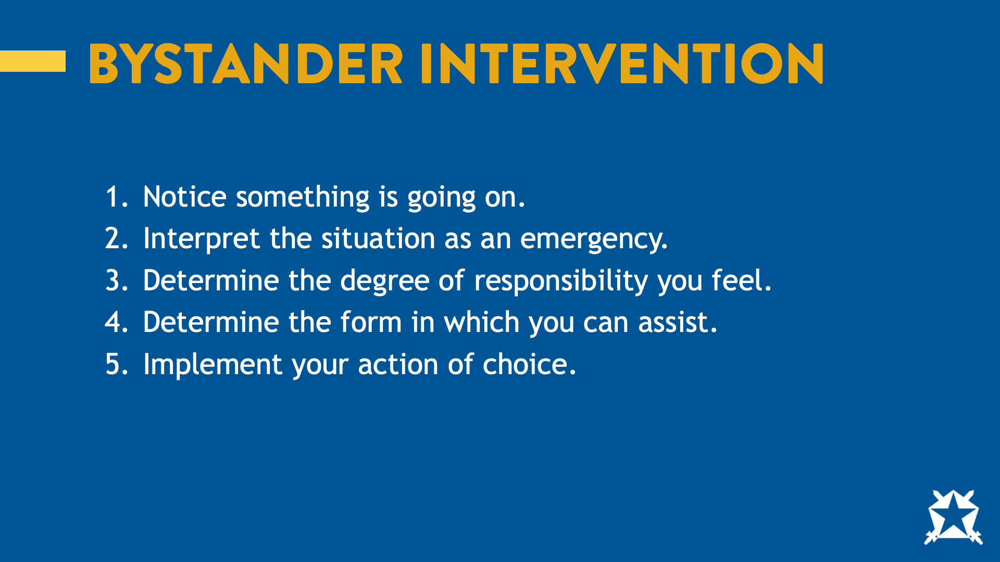 BYSTANDER INTERVENTION
1. Notice something is going on.
2. Interpret the situation as an emergency.
3. Determine the degree of responsibility you feel.
4. Determine the form in which you can assist.
5. Implement your action of choice.